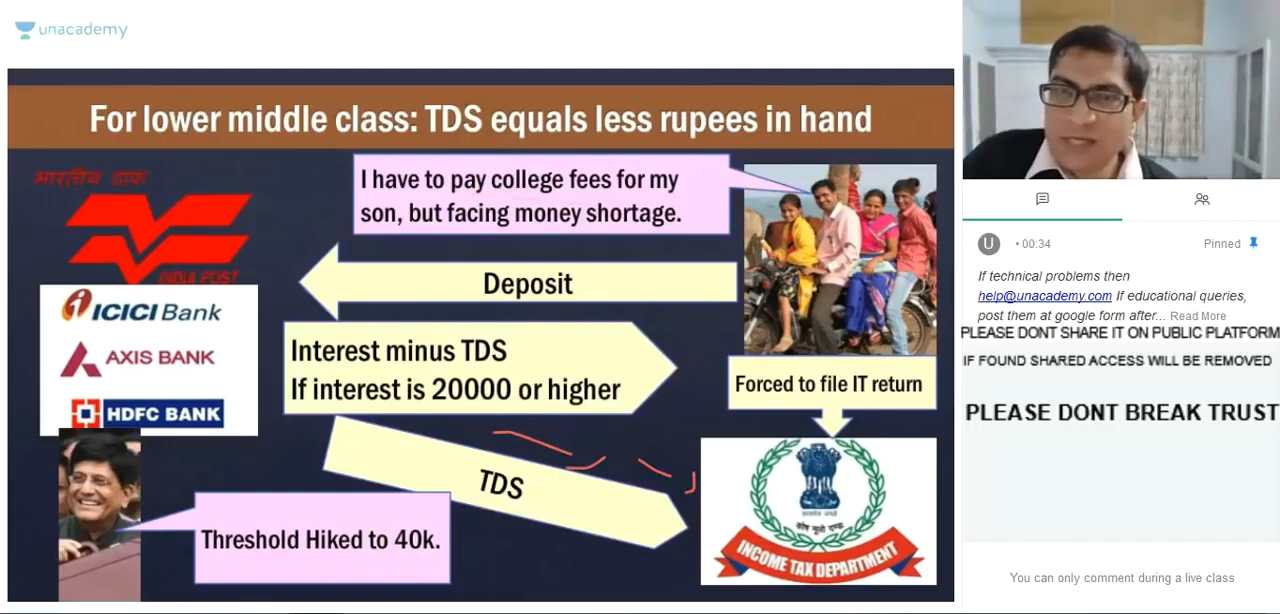 unacademy
For lower middle class: TDS equals less rupees in hand
भारतीय डाक
INDIA POST
I have to pay college fees for my
son, but facing money shortage.
Deposit
ICICI Bank
AXIS BANK
HDFC BANK
Interest minus TDS
If interest is 20000 or higher
Forced to file IT return
TDS
Threshold Hiked to 40k.
कोष मूलो दण्डः
INCOME TAX DEPARTMENT
U • 00:34 Pinned
If technical problems then
help@unacademy.com If educational queries,
post them at google form after... Read More
PLEASE DONT SHARE IT ON PUBLIC PLATFORM
IF FOUND SHARED ACCESS WILL BE REMOVED
PLEASE DONT BREAK TRUST
You can only comment during a live class